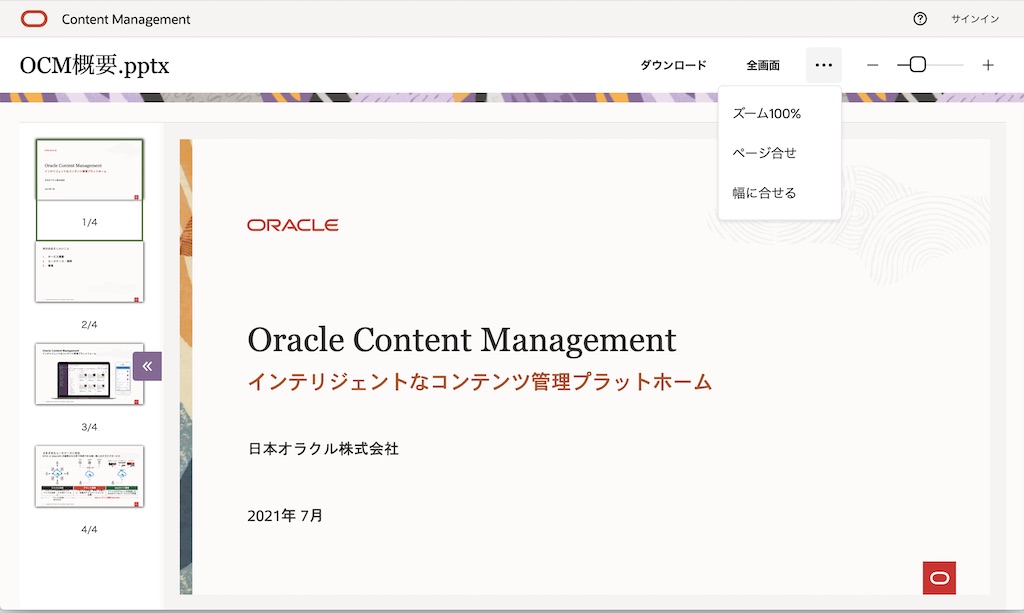 Content Management
サインイン
OCM概要.pptx
ダウンロード
全画面
ズーム100%
ページ合せ
幅に合せる
Oracle Content Management
1/4
2/4
3/4
4/4
ORACLE
Oracle Content Management
インテリジェントなコンテンツ管理プラットホーム
日本オラクル株式会社
2021年 7月